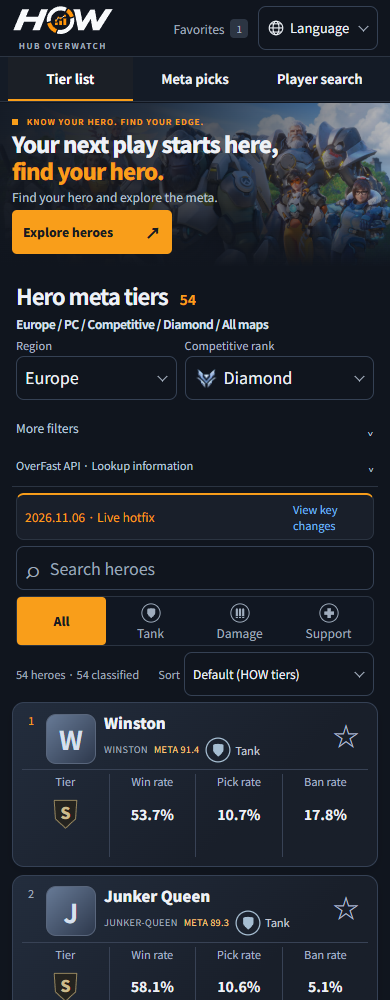 HOW
HUB OVERWATCH
Favorites 1
Language
Tier list
Meta picks
Player search
KNOW YOUR HERO. FIND YOUR EDGE.
Your next play starts here,
find your hero.
Find your hero and explore the meta.
Explore heroes ↗
Hero meta tiers 54
Europe / PC / Competitive / Diamond / All maps
Region
Competitive rank
Europe
Diamond
More filters
OverFast API · Lookup information
2026.11.06 · Live hotfix
View key
changes
Search heroes
All
Tank
Damage
Support
54 heroes · 54 classified
Sort
Default (HOW tiers)
1
W
Winston
WINSTON META 91.4 Tank
Tier
Win rate
Pick rate
Ban rate
S
53.7%
10.7%
17.8%
2
J
Junker Queen
JUNKER-QUEEN META 89.3 Tank
Tier
Win rate
Pick rate
Ban rate
S
58.1%
10.6%
5.1%